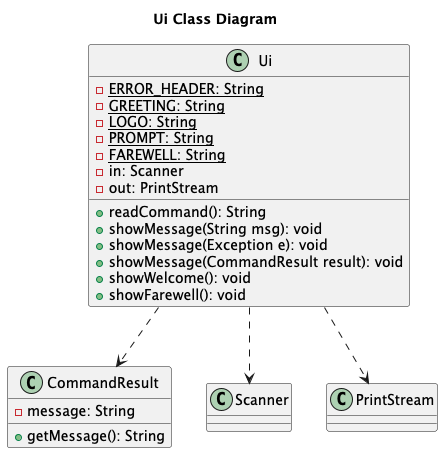 Ui Class Diagram
C Ui
ERROR_HEADER: String
GREETING: String
LOGO: String
PROMPT: String
FAREWELL: String
in: Scanner
out: PrintStream
readCommand(): String
showMessage(String msg): void
showMessage(Exception e): void
showMessage(CommandResult result): void
showWelcome(): void
showFarewell(): void
C CommandResult
message: String
getMessage(): String
C Scanner
C PrintStream